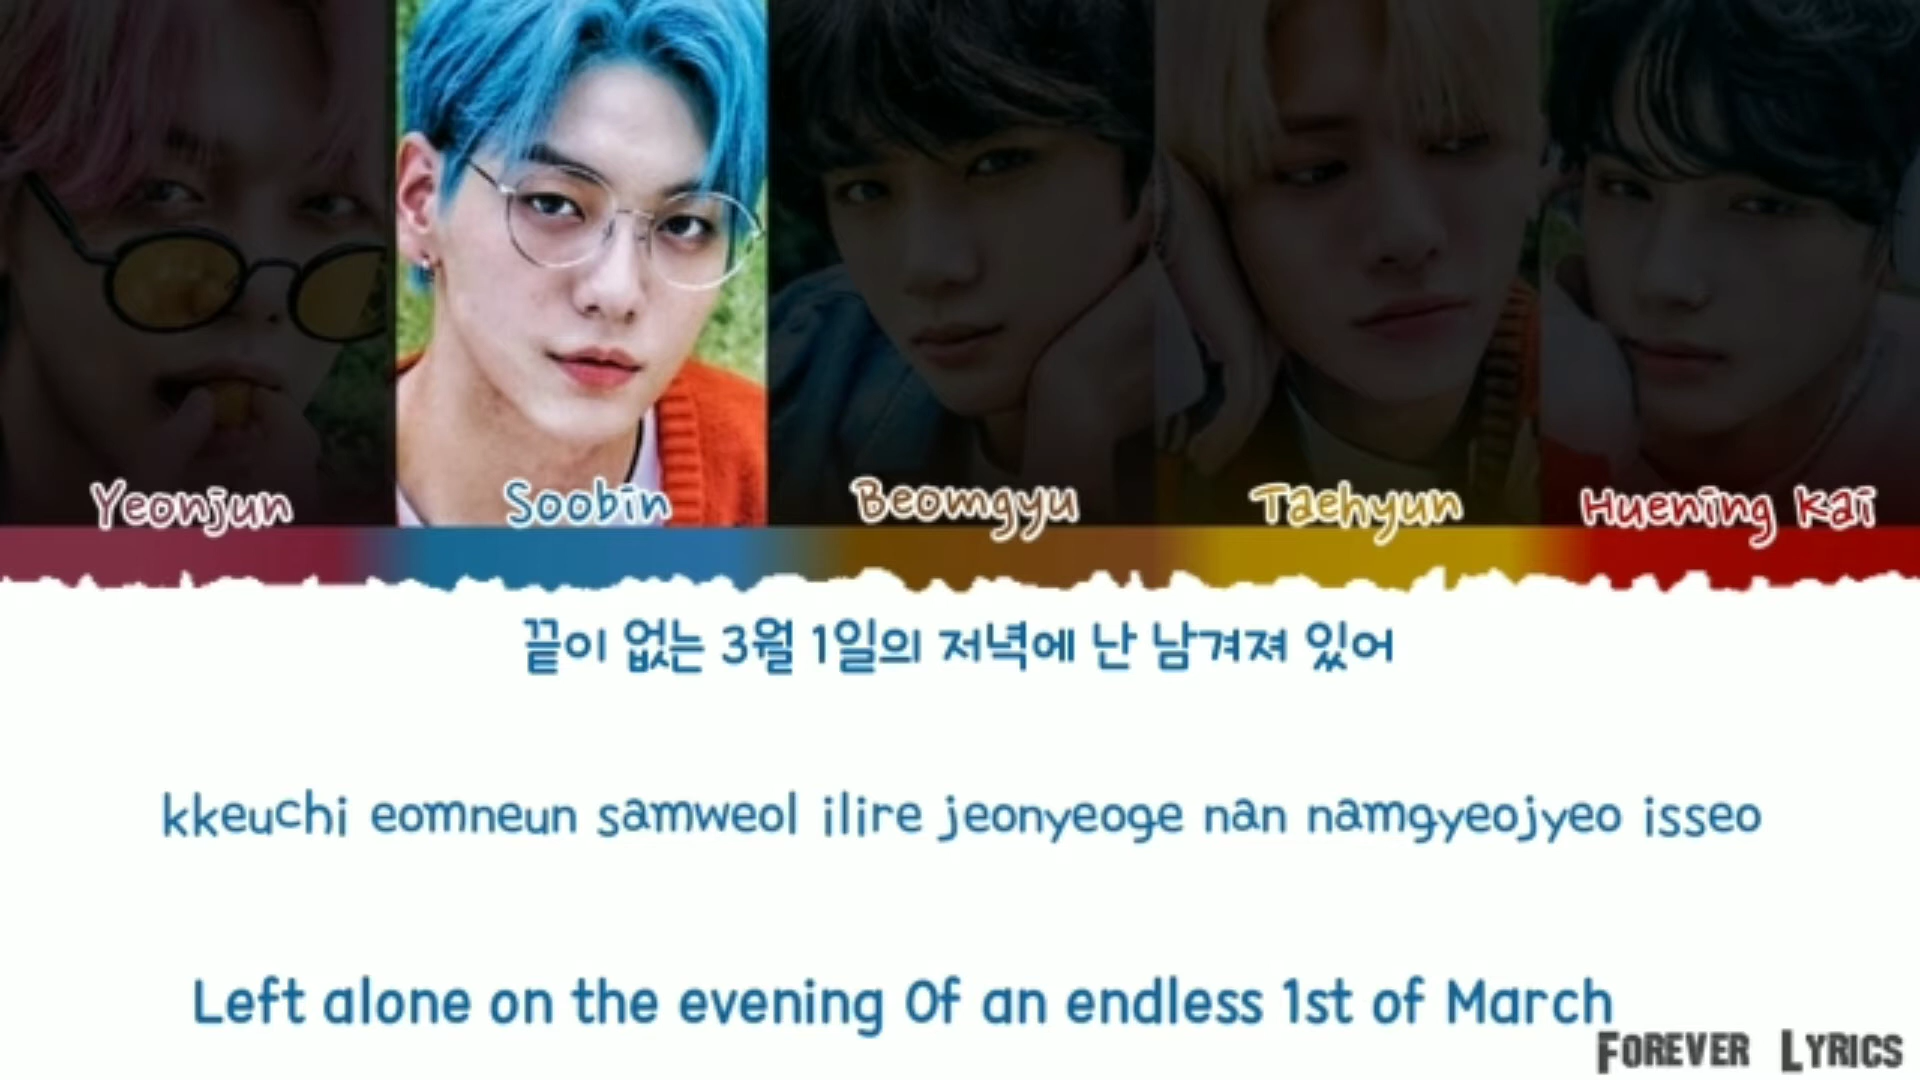 Yeonjun Soobin Beomgyu Taehyun Huening Kai
끝이 없는 3월 1일의 저녁에 난 남겨져 있어
kkeuchi eomneun samweol ilire jeonyeoge nan namgyeojyeo isseo
Left alone on the evening Of an endless 1st of March
Forever Lyrics